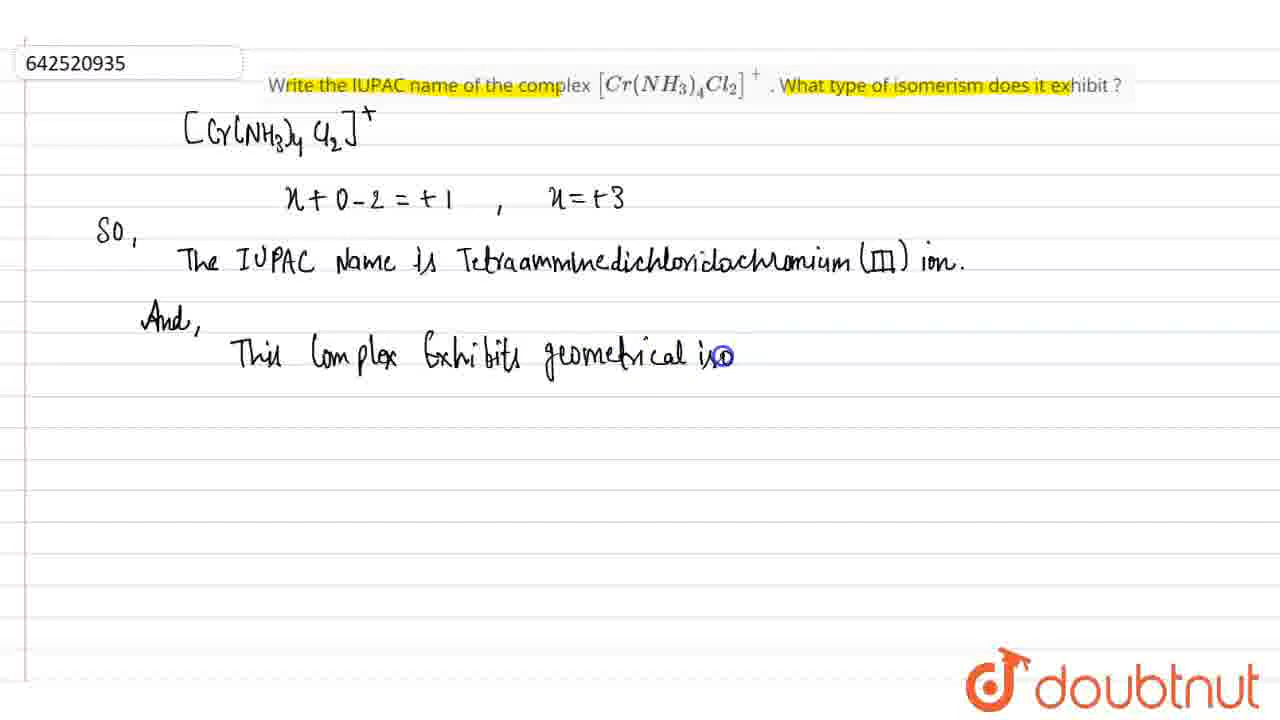 642520935
Write the IUPAC name of the complex [Cr(NH₃)₄Cl₂]⁺ . What type of isomerism does it exhibit ?
[Cr(NH₃)₄ Cl₂]⁺
x + 0 - 2 = +1 , x = +3
SO,
The IUPAC Name is Tetraamminedichloridochromium (III) ion.
And,
This Complex Exhibits geometrical iso
doubtnut